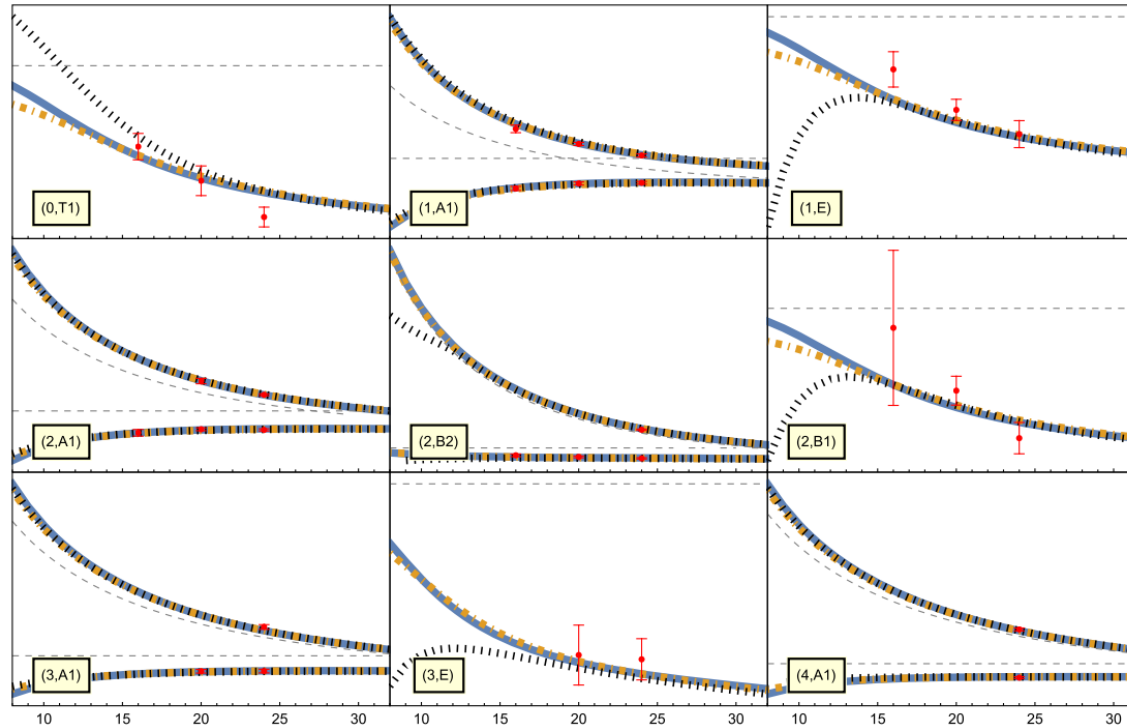 (0,T1)
(1,A1)
(1,E)
(2,A1)
(2,B2)
(2,B1)
(3,A1)
(3,E)
(4,A1)
10 15 20 25 30
10 15 20 25 30
10 15 20 25 30